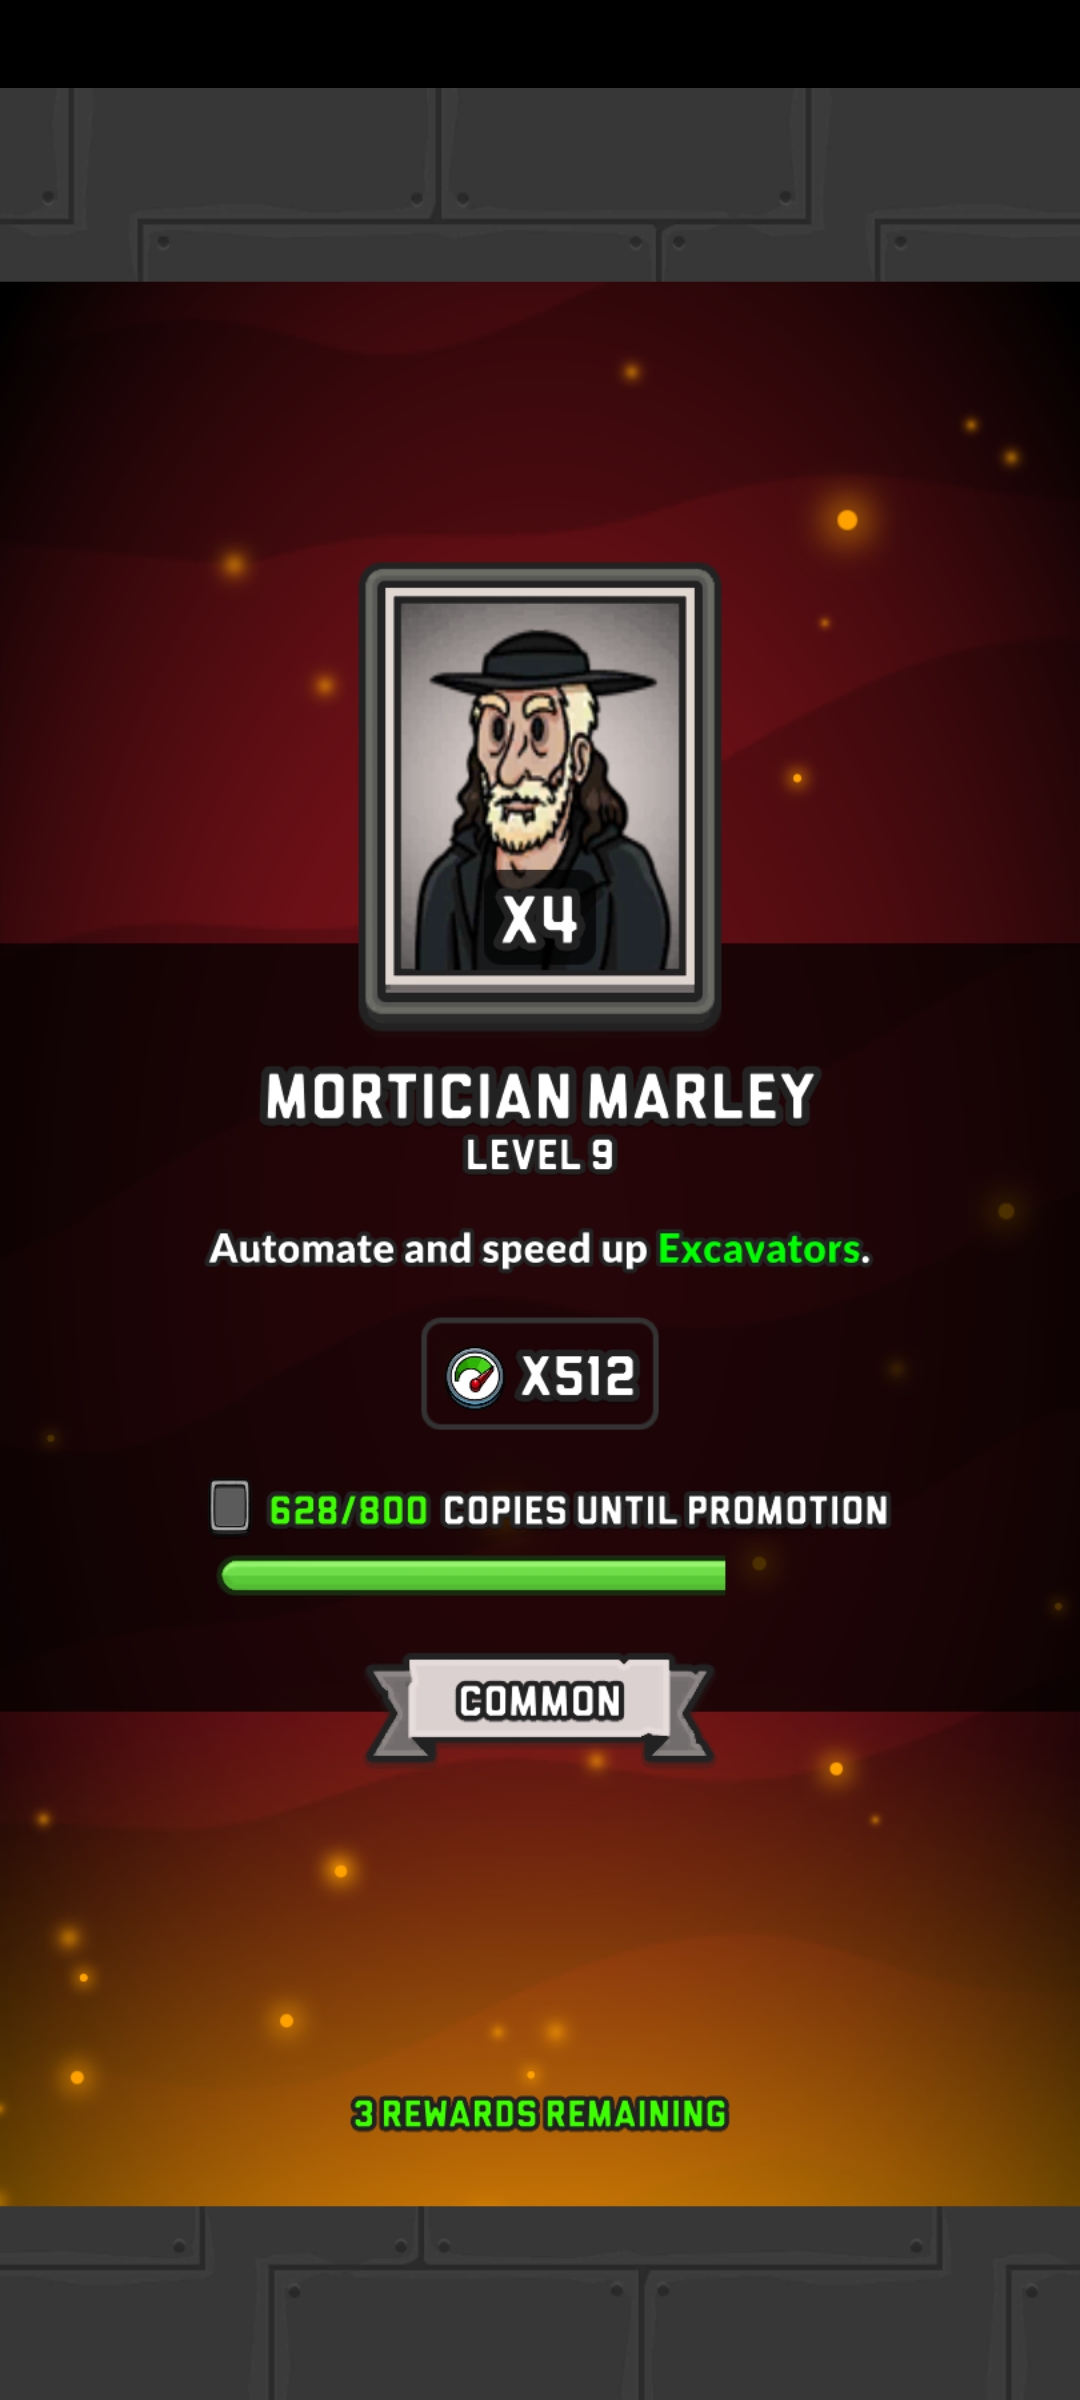 X4
MORTICIAN MARLEY
LEVEL 9
Automate and speed up Excavators.
X512
628/800 COPIES UNTIL PROMOTION
COMMON
3 REWARDS REMAINING